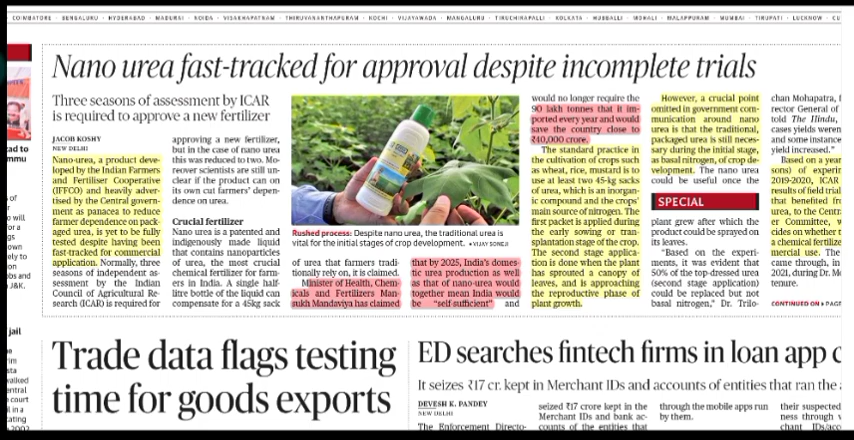 COIMBATORE · BENGALURU · HYDERABAD · MADURAI · NOIDA · VISAKHAPATNAM · THIRUVANANTHAPURAM · KOCHI · VIJAYAWADA · MANGALURU · TIRUCHIRAPALLI · KOLKATA · HUBBALLI · MOHALI · MALAPPURAM · MUMBAI · TIRUPATI · LUCKNOW · CU
Nano urea fast-tracked for approval despite incomplete trials
Three seasons of assessment by ICAR
is required to approve a new fertilizer
JACOB KOSHY
NEW DELHI
Nano-urea, a product deve-
loped by the Indian Farmers
and Fertiliser Cooperative
(IFFCO) and heavily adver-
tised by the Central govern-
ment as panacea to reduce
farmer dependence on pack-
aged urea, is yet to be fully
tested despite having been
fast-tracked for commercial
application. Normally, three
seasons of independent as-
sessment by the Indian
Council of Agricultural Re-
search (ICAR) is required for
approving a new fertilizer,
but in the case of nano urea
this was reduced to two. Mo-
reover scientists are still un-
clear if the product can on
its own cut farmers' depen-
dence on urea.
Crucial fertilizer
Nano urea is a patented and
indigenously made liquid
that contains nanoparticles
of urea, the most crucial
chemical fertilizer for farm-
ers in India. A single half-
litre bottle of the liquid can
compensate for a 45kg sack
Rushed process: Despite nano urea, the traditional urea is
vital for the initial stages of crop development. • VIJAY SONEJI
of urea that farmers tradi-
tionally rely on, it is claimed.
Minister of Health, Chem-
icals and Fertilizers Man-
sukh Mandaviya has claimed
that by 2025, India's domes-
tic urea production as well
as that of nano-urea would
together mean India would
be "self-sufficient" and
would no longer require the
90 lakh tonnes that it im-
ported every year and would
save the country close to
₹40,000 crore.
The standard practice in
the cultivation of crops such
as wheat, rice, mustard is to
use at least two 45-kg sacks
of urea, which is an inorgan-
ic compound and the crops'
main source of nitrogen. The
first packet is applied during
the early sowing or tran-
splantation stage of the crop.
The second stage applica-
tion is done when the plant
has sprouted a canopy of
leaves, and is approaching
the reproductive phase of
plant growth.
However, a crucial point
omitted in government com-
munication around nano
urea is that the traditional,
packaged urea is still neces-
sary during the initial stage,
as basal nitrogen, of crop de-
velopment. The nano urea
could be useful once the
SPECIAL
plant grew after which the
product could be sprayed on
its leaves.
"Based on the experi-
ments, it was evident that
50% of the top-dressed urea
(second stage application)
could be replaced but not
basal nitrogen," Dr. Trilo-
chan Mohapatra, f
rector General of
told The Hindu,
cases yields weren
and some instance
yield increased."
Based on a year
sons) of experim
2019-2020, ICAR
results of field trial
that benefited fr
urea, to the Centr
er Committee, w
cides on whether t
a chemical fertilize
mercial use. The
came through, in
2021, during Dr. Mo
tenure.
CONTINUED ON ▸ PAGE
Trade data flags testing
time for goods exports
ED searches fintech firms in loan app c
It seizes ₹17 cr. kept in Merchant IDs and accounts of entities that ran the
DEVESH K. PANDEY
NEW DELHI
The Enforcement Directo-
seized ₹17 crore kept in the
Merchant IDs and bank ac-
counts of the entities that
through the mobile apps run
by them.
their suspected
ness through v
chant IDs/acc